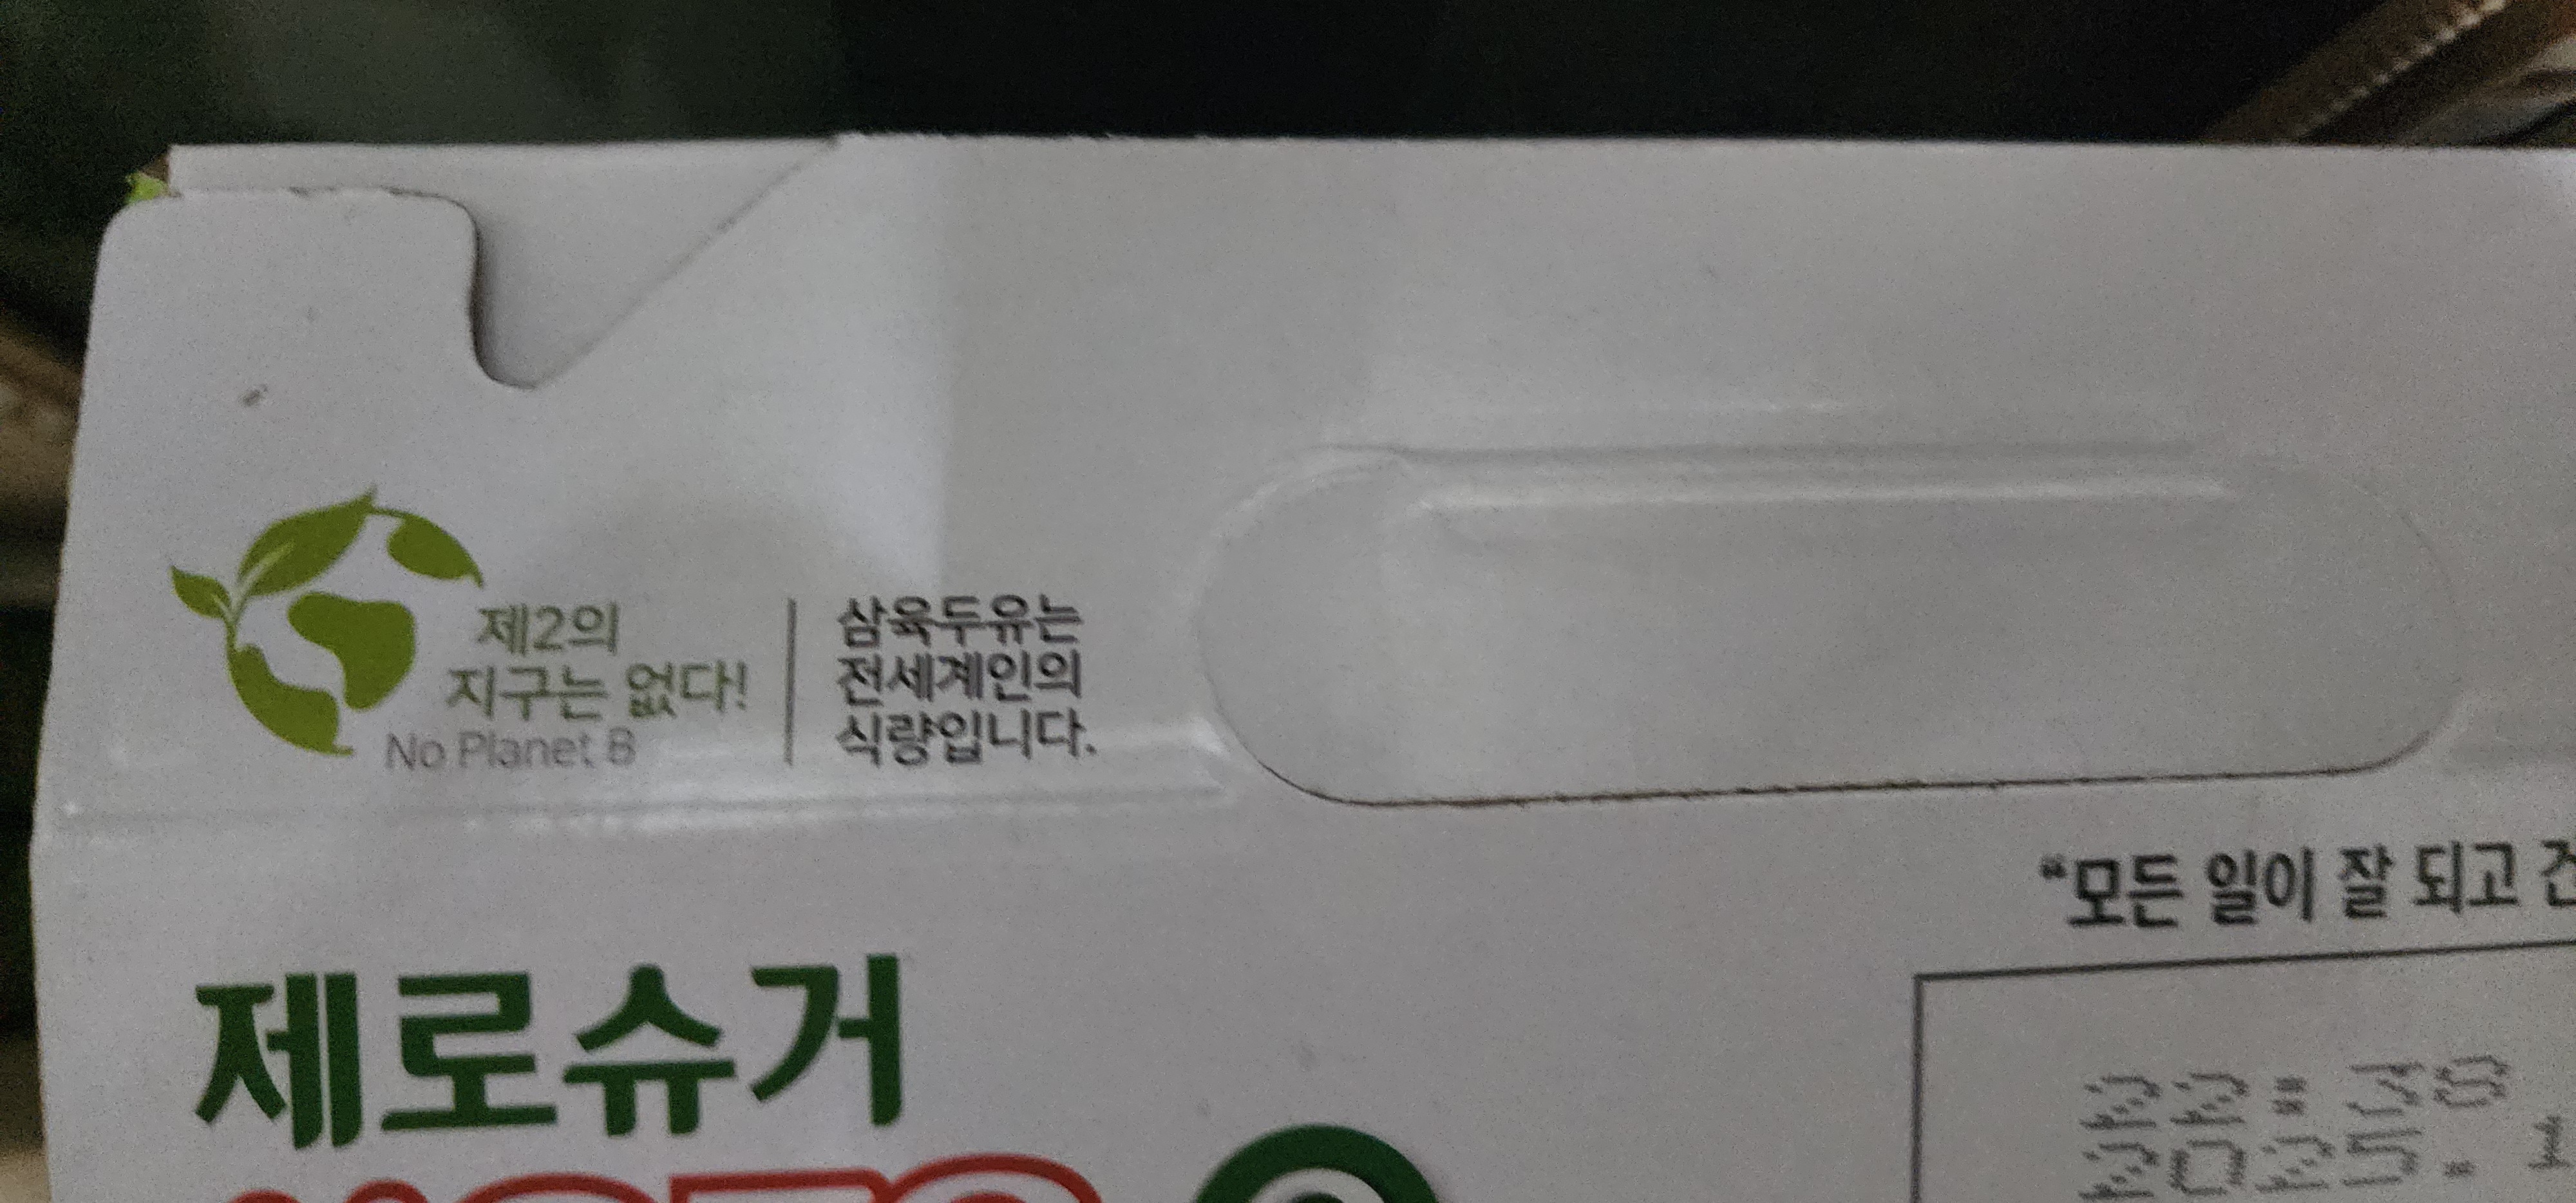 제2의
지구는 없다!
No Planet B
삼육두유는
전세계인의
식량입니다.
“모든 일이 잘 되고
제로슈거